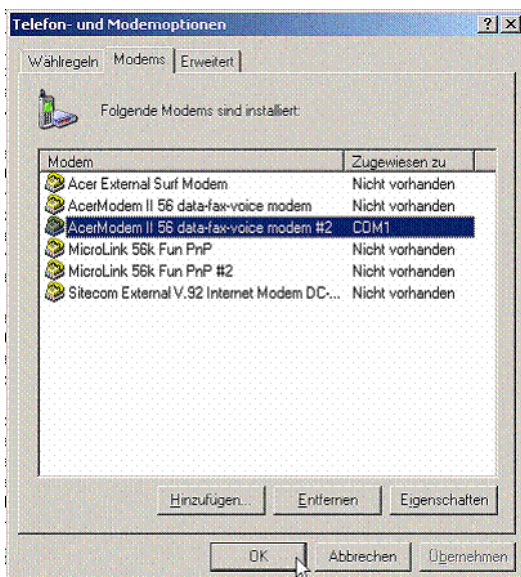 Telefon- und Modemoptionen
Wählregeln Modems Erweitert
Folgende Modems sind installiert:
Modem Zugewiesen zu
Acer External Surf Modem Nicht vorhanden
AcerModem II 56 data-fax-voice modem Nicht vorhanden
AcerModem II 56 data-fax-voice modem #2 COM1
MicroLink 56k Fun PnP Nicht vorhanden
MicroLink 56k Fun PnP #2 Nicht vorhanden
Sitecom External V.92 Internet Modem DC-... Nicht vorhanden
Hinzufügen... Entfernen Eigenschaften
OK Abbrechen Übernehmen